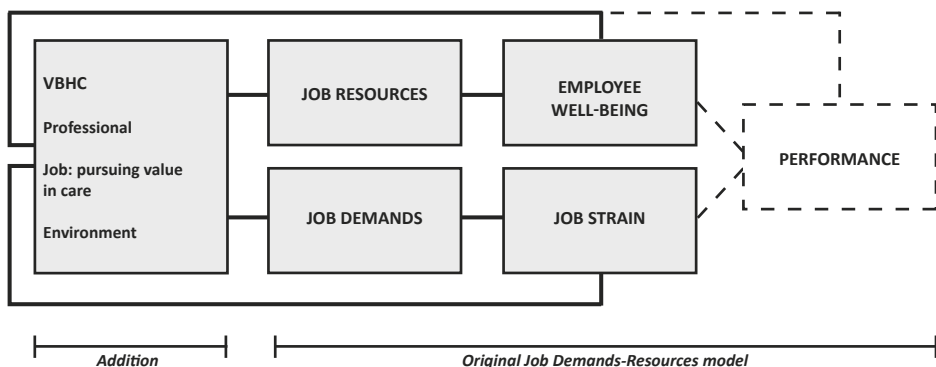 VBHC
Professional
Job: pursuing value
in care
Environment
JOB RESOURCES
EMPLOYEE
WELL-BEING
JOB DEMANDS
JOB STRAIN
PERFORMANCE
Addition
Original Job Demands-Resources model